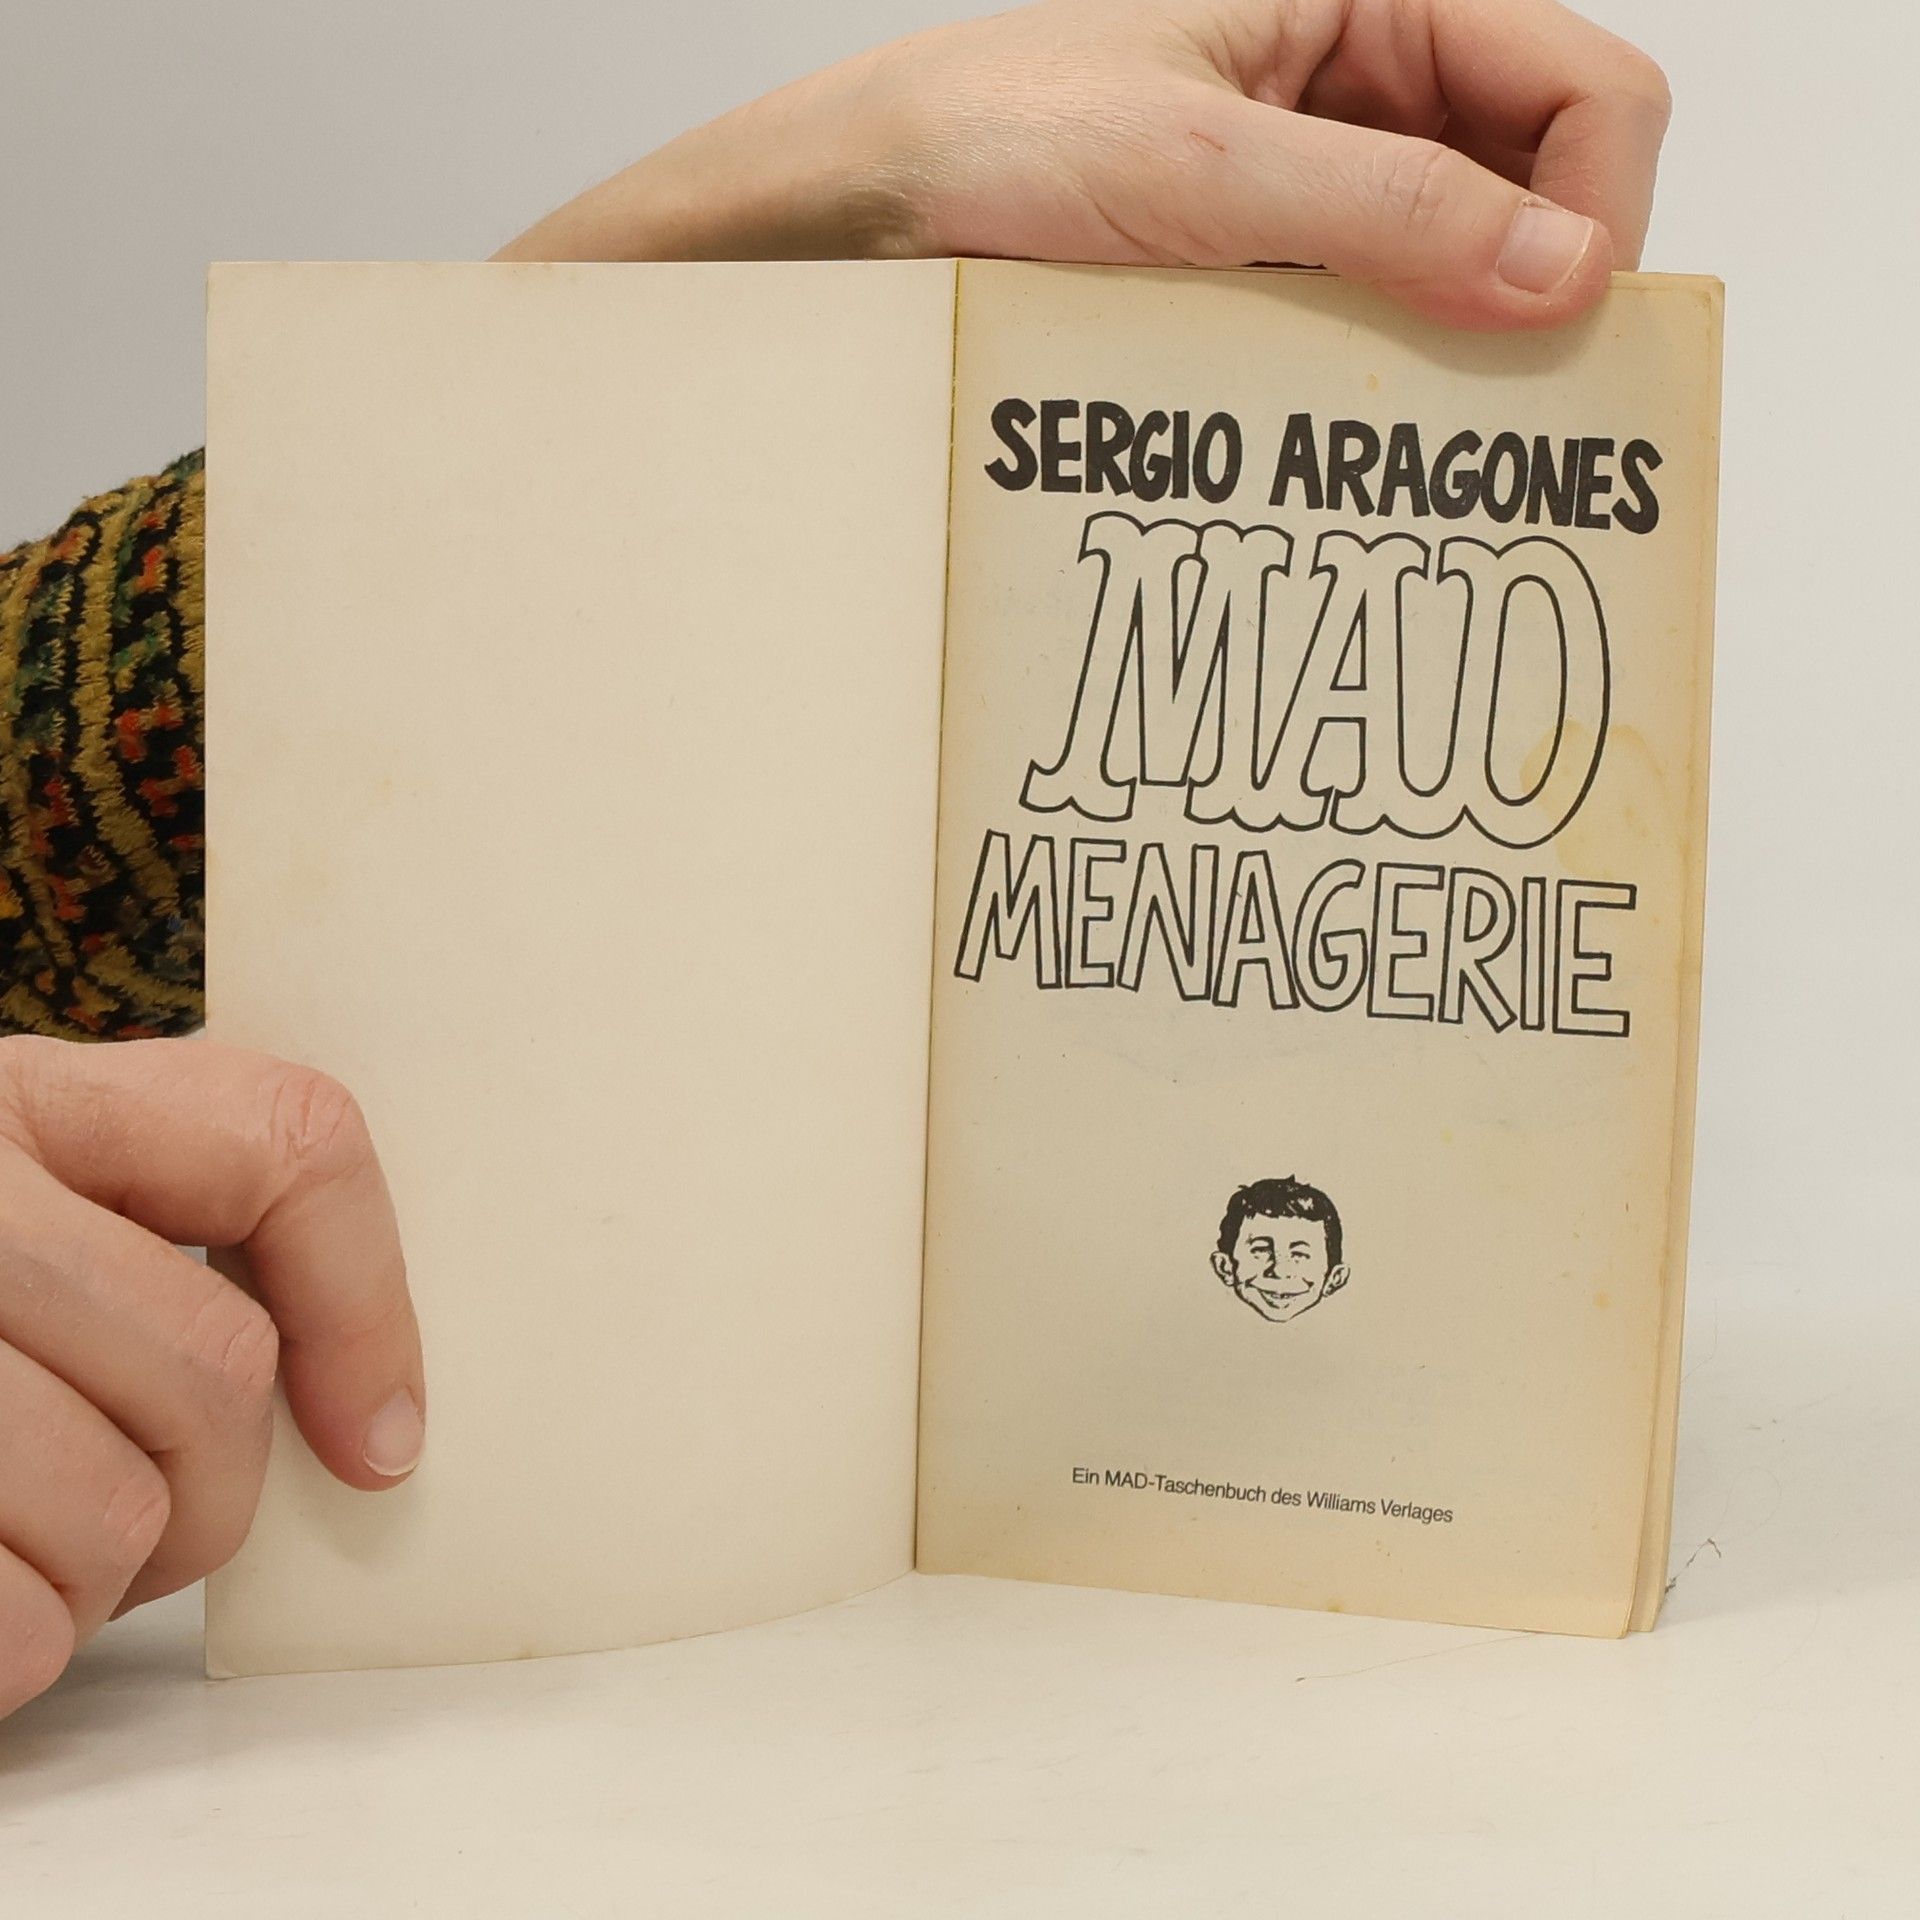 SERGIO ARAGONES
MAD
MENAGERIE
Ein MAD-Taschenbuch des Williams Verlages